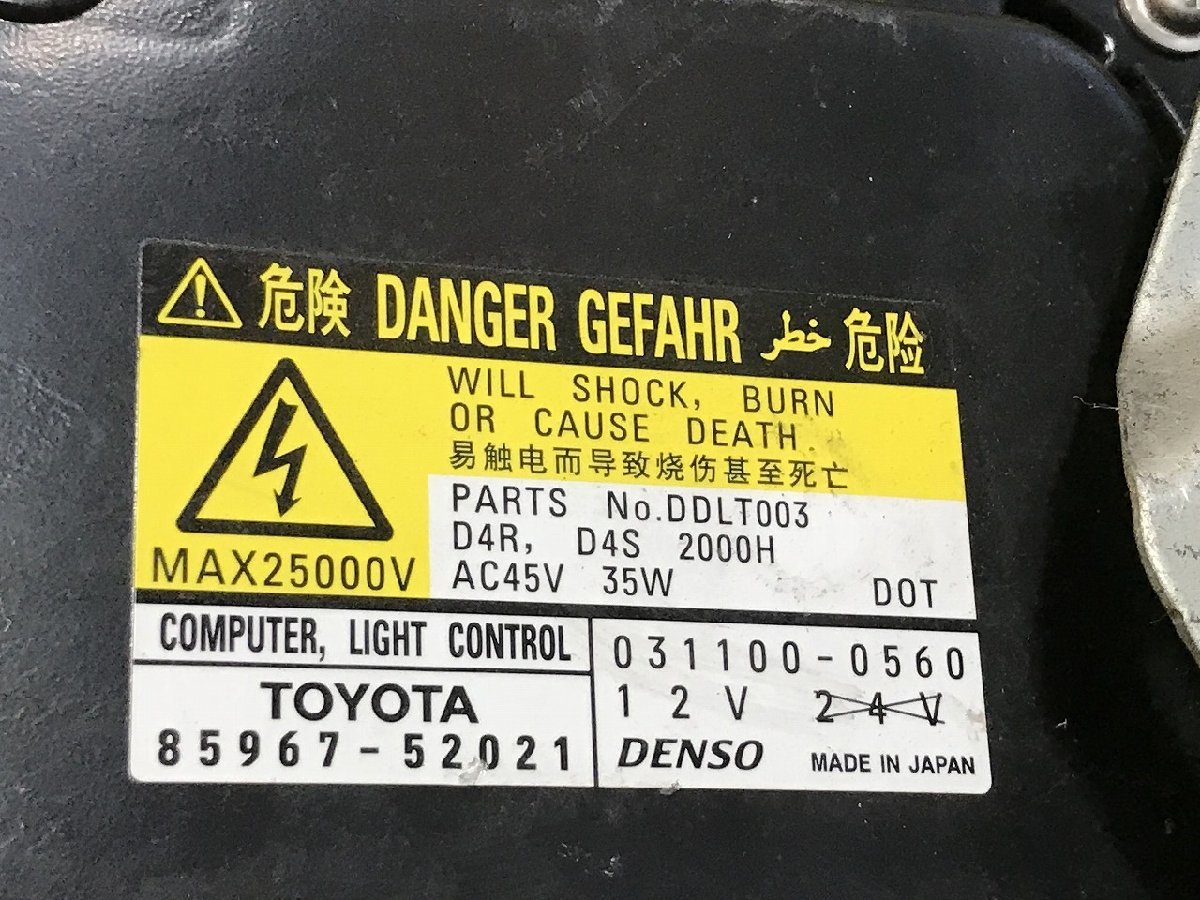 危険 DANGER GEFAHR خطر 危险
WILL SHOCK, BURN
OR CAUSE DEATH
易触电而导致烧伤甚至死亡
MAX25000V
PARTS No.DDLT003
D4R, D4S 2000H
AC45V 35W DOT
COMPUTER, LIGHT CONTROL
TOYOTA
85967-52021
031100-0560
12V 24V
DENSO MADE IN JAPAN